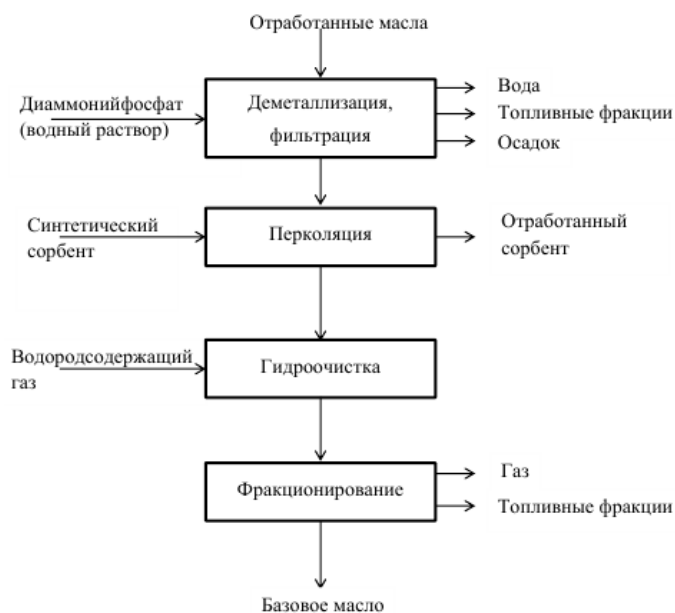 Отработанные масла
Диаммонийфосфат
(водный раствор)
Деметаллизация,
фильтрация
Вода
Топливные фракции
Осадок
Синтетический
сорбент
Перколяция
Отработанный
сорбент
Водородсодержащий
газ
Гидроочистка
Фракционирование
Газ
Топливные фракции
Базовое масло